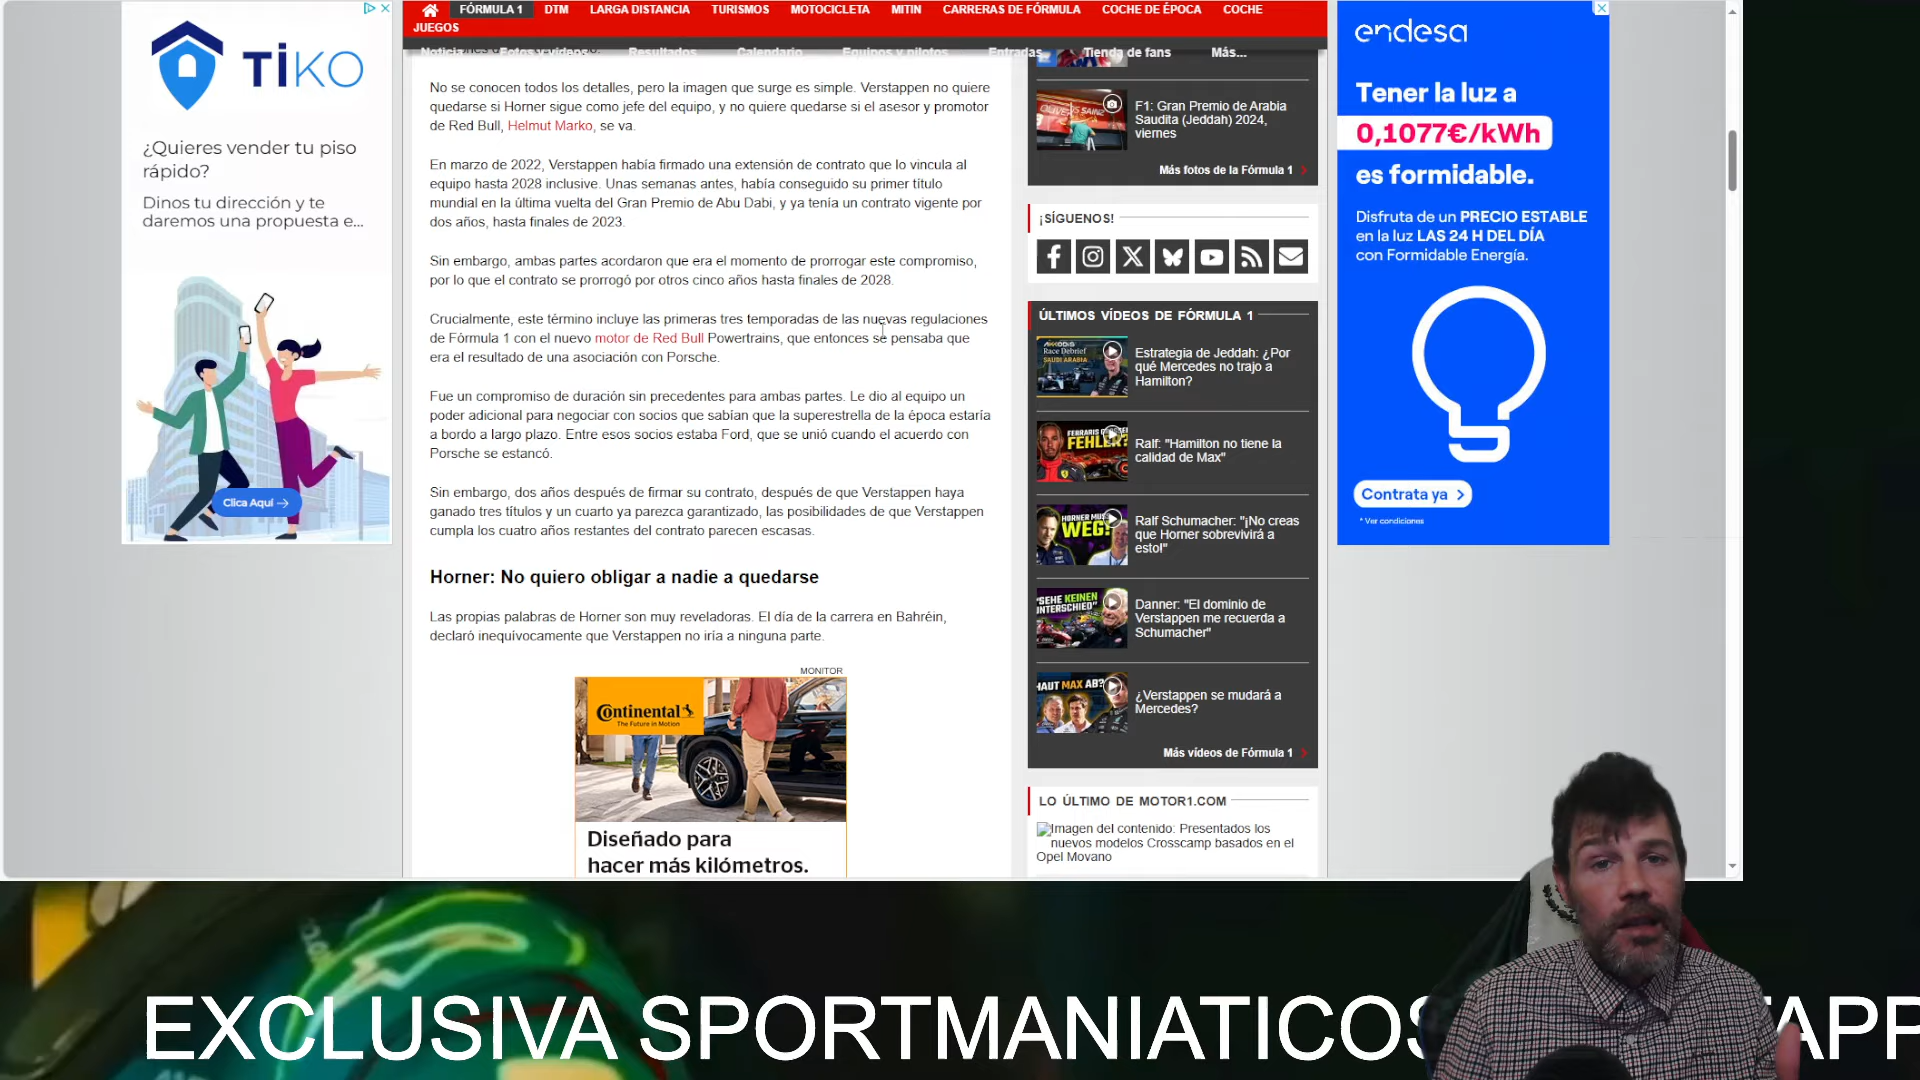 TIKO
¿Quieres vender tu piso
rápido?
Dinos tu dirección y te
daremos una propuesta e...
Clica Aquí →
FÓRMULA 1 DTM LARGA DISTANCIA TURISMOS MOTOCICLETA MITIN CARRERAS DE FÓRMULA COCHE DE ÉPOCA COCHE
JUEGOS
Noticia Fotos y vídeos Resultados Calendario Equipos y pilotos Entradas Tienda de fans Más...
No se conocen todos los detalles, pero la imagen que surge es simple. Verstappen no quiere
quedarse si Horner sigue como jefe del equipo, y no quiere quedarse si el asesor y promotor
de Red Bull, Helmut Marko, se va.
En marzo de 2022, Verstappen había firmado una extensión de contrato que lo vincula al
equipo hasta 2028 inclusive. Unas semanas antes, había conseguido su primer título
mundial en la última vuelta del Gran Premio de Abu Dabi, y ya tenía un contrato vigente por
dos años, hasta finales de 2023.
Sin embargo, ambas partes acordaron que era el momento de prorrogar este compromiso,
por lo que el contrato se prorrogó por otros cinco años hasta finales de 2028.
Crucialmente, este término incluye las primeras tres temporadas de las nuevas regulaciones
de Fórmula 1 con el nuevo motor de Red Bull Powertrains, que entonces se pensaba que
era el resultado de una asociación con Porsche.
Fue un compromiso de duración sin precedentes para ambas partes. Le dio al equipo un
poder adicional para negociar con socios que sabían que la superestrella de la época estaría
a bordo a largo plazo. Entre esos socios estaba Ford, que se unió cuando el acuerdo con
Porsche se estancó.
Sin embargo, dos años después de firmar su contrato, después de que Verstappen haya
ganado tres títulos y un cuarto ya parezca garantizado, las posibilidades de que Verstappen
cumpla los cuatro años restantes del contrato parecen escasas.
Horner: No quiero obligar a nadie a quedarse
Las propias palabras de Horner son muy reveladoras. El día de la carrera en Bahréin,
declaró inequívocamente que Verstappen no iría a ninguna parte.
MONITOR
Continental
The Future in Motion
Diseñado para
hacer más kilómetros.
F1: Gran Premio de Arabia
Saudita (Jeddah) 2024,
viernes
Más fotos de la Fórmula 1
¡SÍGUENOS!
ÚLTIMOS VÍDEOS DE FÓRMULA 1
Race Debrief
SAUDI ARABIA
Estrategia de Jeddah: ¿Por
qué Mercedes no trajo a
Hamilton?
FEHLER?
Ralf: "Hamilton no tiene la
calidad de Max"
HORNER MUSS
WEG?
Ralf Schumacher: "¡No creas
que Horner sobrevivirá a
esto!"
"SEHE KEINEN
UNTERSCHIED"
Danner: "El dominio de
Verstappen me recuerda a
Schumacher"
HAUT MAX AB?
¿Verstappen se mudará a
Mercedes?
Más vídeos de Fórmula 1
LO ÚLTIMO DE MOTOR1.COM
Imagen del contenido: Presentados los
nuevos modelos Crosscamp basados en el
Opel Movano
endesa
Tener la luz a
0,1077€/kWh
es formidable.
Disfruta de un PRECIO ESTABLE
en la luz LAS 24 H DEL DÍA
con Formidable Energía.
Contrata ya >
* Ver condiciones
EXCLUSIVA SPORTMANIATICOS